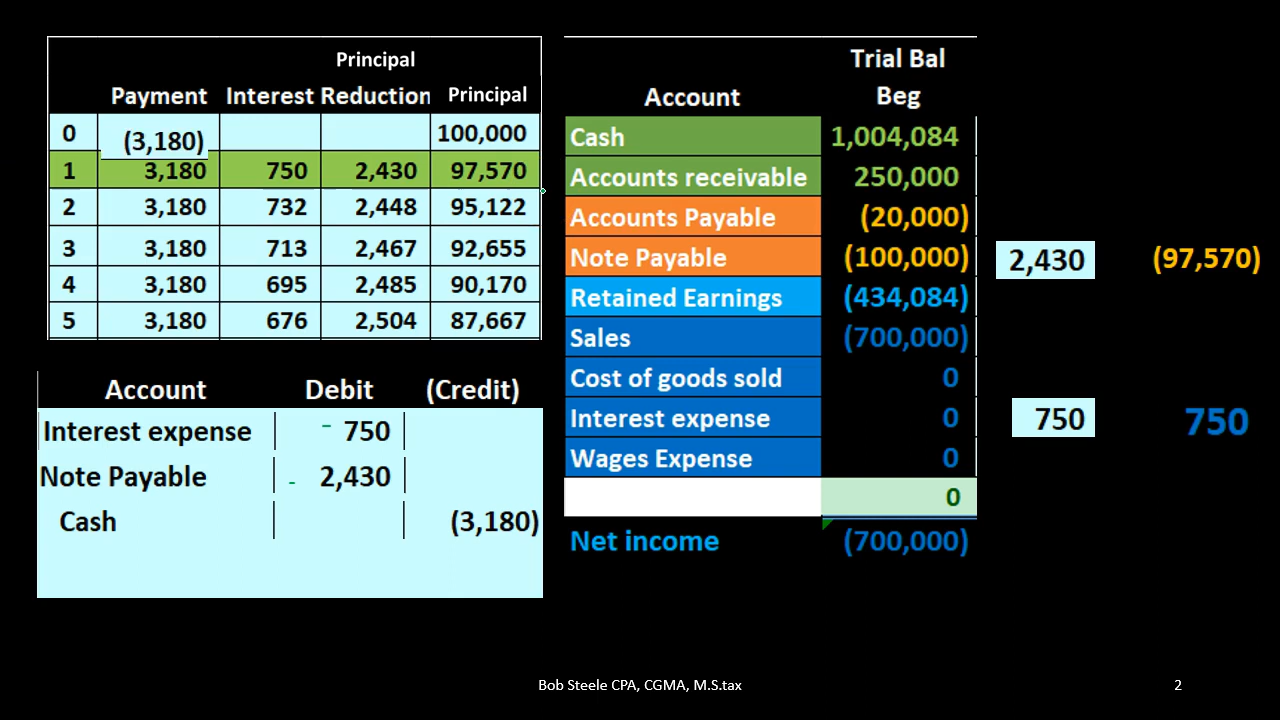 Principal
Payment Interest Reduction Principal
0 (3,180) 100,000
1 3,180 750 2,430 97,570
2 3,180 732 2,448 95,122
3 3,180 713 2,467 92,655
4 3,180 695 2,485 90,170
5 3,180 676 2,504 87,667
Account Debit (Credit)
Interest expense 750
Note Payable 2,430
Cash (3,180)
Trial Bal
Account Beg
Cash 1,004,084
Accounts receivable 250,000
Accounts Payable (20,000)
Note Payable (100,000) 2,430 (97,570)
Retained Earnings (434,084)
Sales (700,000)
Cost of goods sold 0
Interest expense 0 750 750
Wages Expense 0
0
Net income (700,000)
Bob Steele CPA, CGMA, M.S.tax 2